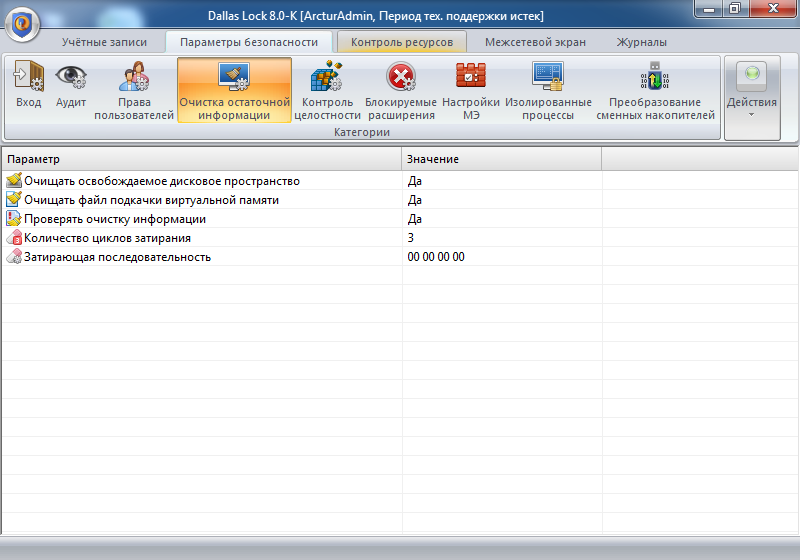 Dallas Lock 8.0-K [ArcturAdmin, Период тех. поддержки истек]
Учётные записи Параметры безопасности Контроль ресурсов Межсетевой экран Журналы
Вход
Аудит
Права
пользователей
Очистка остаточной
информации
Контроль
целостности
Блокируемые
расширения
Настройки
МЭ
Изолированные
процессы
Преобразование
сменных накопителей
Действия
Категории
Параметр Значение
Очищать освобождаемое дисковое пространство Да
Очищать файл подкачки виртуальной памяти Да
Проверять очистку информации Да
Количество циклов затирания 3
Затирающая последовательность 00 00 00 00